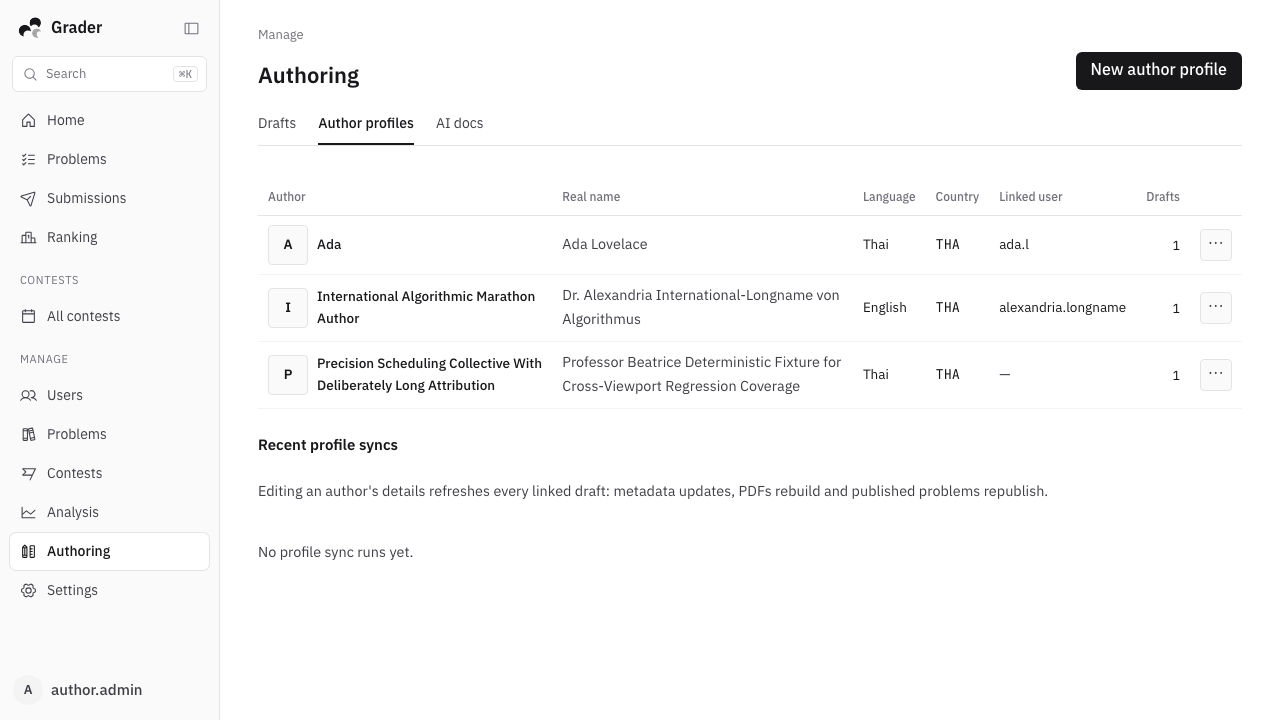 Grader
Search ⌘K
Home
Problems
Submissions
Ranking
CONTESTS
All contests
MANAGE
Users
Problems
Contests
Analysis
Authoring
Settings
A author.admin
Manage
Authoring
New author profile
Drafts Author profiles AI docs
Author Real name Language Country Linked user Drafts
A Ada Ada Lovelace Thai THA ada.l 1 ···
I International Algorithmic Marathon Author Dr. Alexandria International-Longname von Algorithmus English THA alexandria.longname 1 ···
P Precision Scheduling Collective With Deliberately Long Attribution Professor Beatrice Deterministic Fixture for Cross-Viewport Regression Coverage Thai THA — 1 ···
Recent profile syncs
Editing an author's details refreshes every linked draft: metadata updates, PDFs rebuild and published problems republish.
No profile sync runs yet.